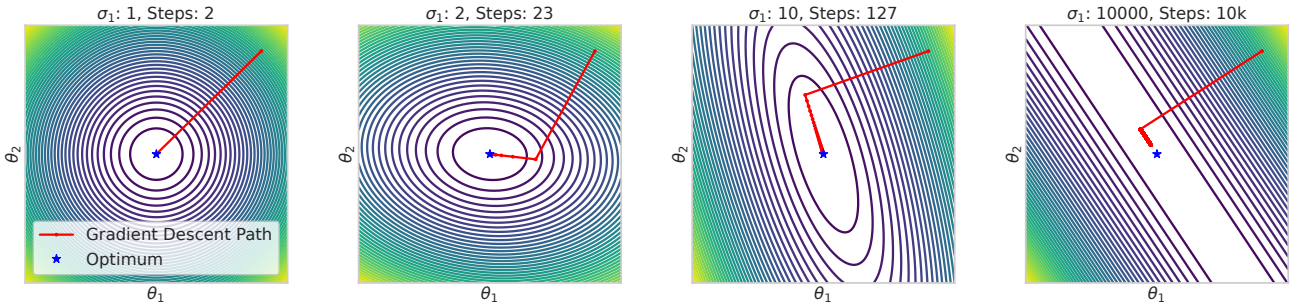 σ₁: 1, Steps: 2
θ₂
Gradient Descent Path
Optimum
θ₁
σ₁: 2, Steps: 23
θ₂
θ₁
σ₁: 10, Steps: 127
θ₂
θ₁
σ₁: 10000, Steps: 10k
θ₂
θ₁